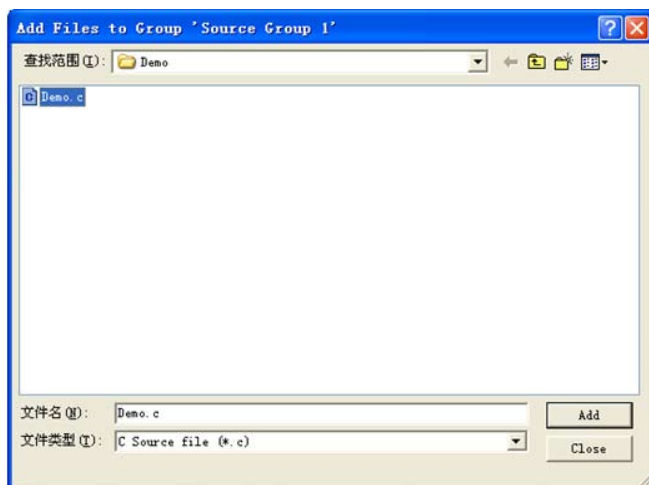 Add Files to Group 'Source Group 1'
查找范围(I): Demo
Demo.c
文件名(N): Demo.c
Add
文件类型(T): C Source file (*.c)
Close